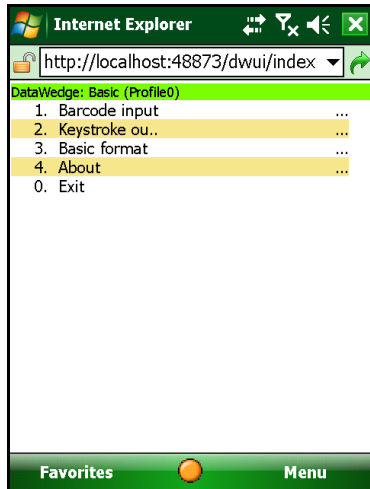 Internet Explorer
http://localhost:48873/dwui/index
DataWedge: Basic (Profile0)
1. Barcode input ...
2. Keystroke ou.. ...
3. Basic format ...
4. About ...
0. Exit
Favorites Menu